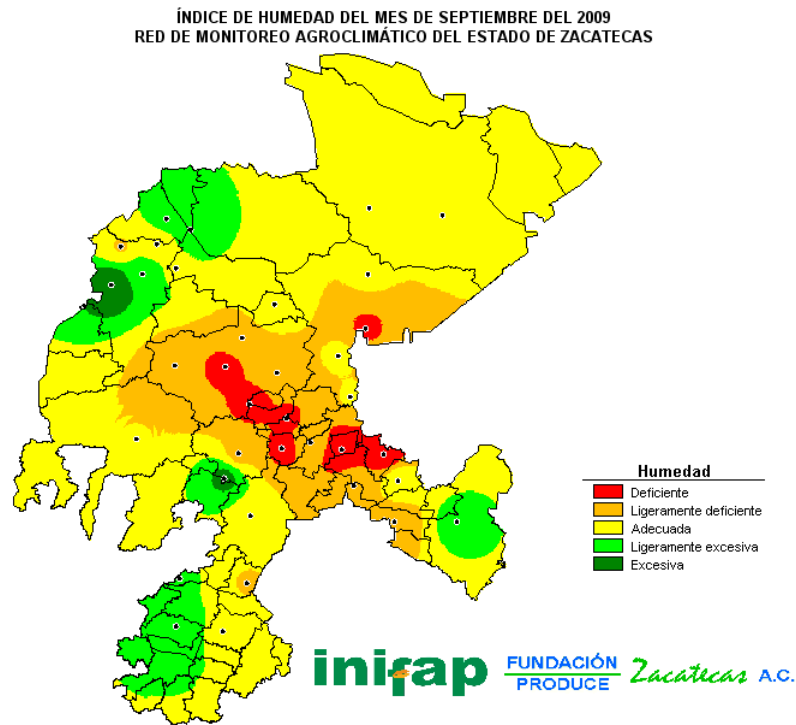 ÍNDICE DE HUMEDAD DEL MES DE SEPTIEMBRE DEL 2009
RED DE MONITOREO AGROCLIMÁTICO DEL ESTADO DE ZACATECAS
Humedad
Deficiente
Ligeramente deficiente
Adecuada
Ligeramente excesiva
Excesiva
inifap
FUNDACIÓN
PRODUCE
Zacatecas A.C.